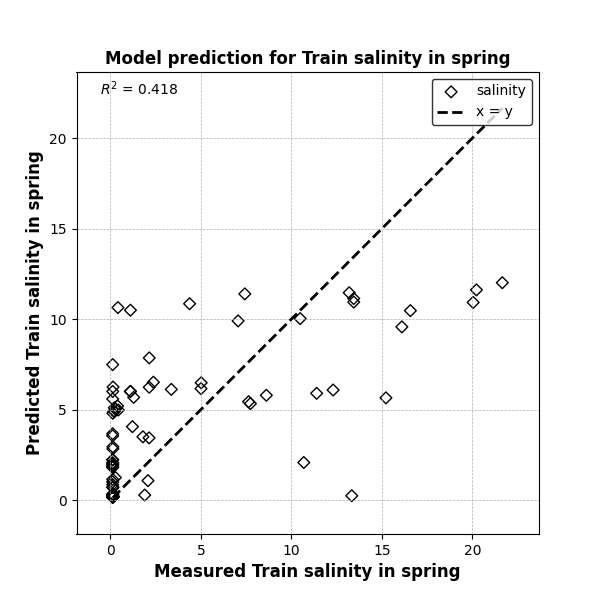 Model prediction for Train salinity in spring
R² = 0.418
salinity
x = y
20
15
10
5
0
Predicted Train salinity in spring
0 5 10 15 20
Measured Train salinity in spring